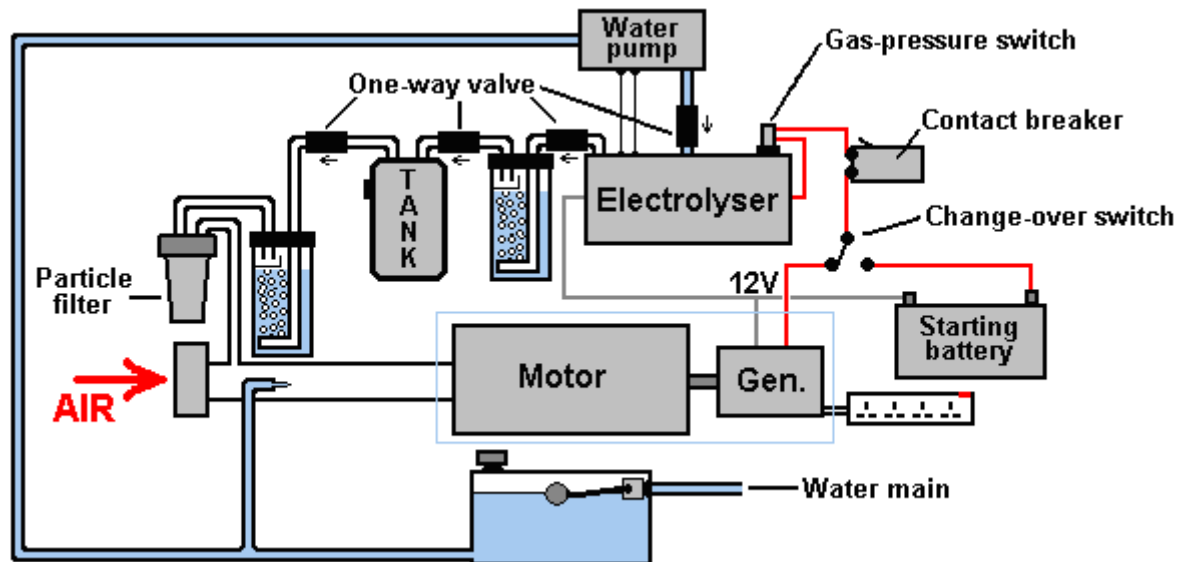 Water
pump
Gas-pressure switch
One-way valve
Contact breaker
T
A
N
K
Electrolyser
Change-over switch
Particle
filter
12V
Starting
battery
Motor
Gen.
AIR
Water main